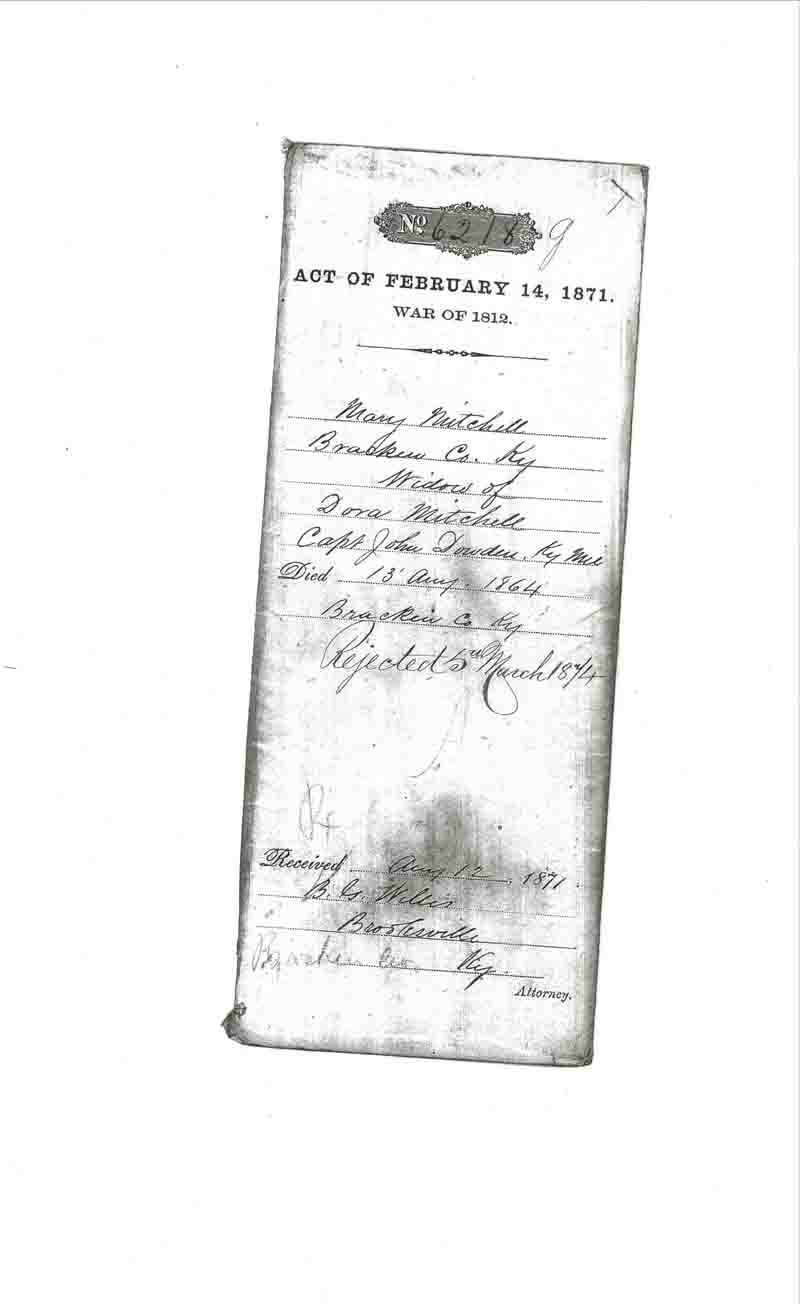 No 6218 g
ACT OF FEBRUARY 14, 1871.
WAR OF 1812.
Mary Mitchell
Bracken Co. Ky
Widow of
Dora Mitchell
Capt John Dowden, Ky Mil
Died 13 Aug. 1864
Bracken Co Ky
Rejected 5th March 1874
Received Aug 12, 1871.
B. G. Willis
Brooksville
Bracken Co. Ky.
Attorney.